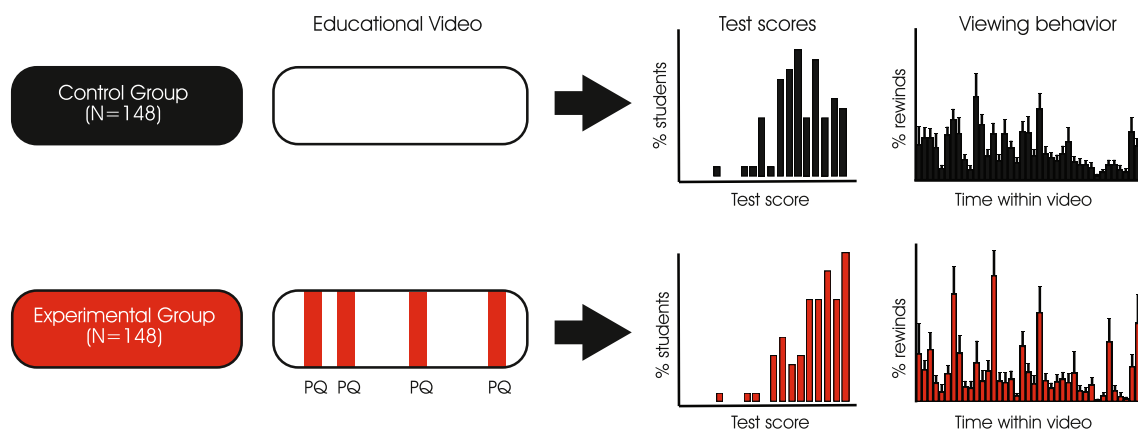 Educational Video
Test scores
Viewing behavior
Control Group
(N=148)
% students
Test score
% rewinds
Time within video
Experimental Group
(N=148)
PQ PQ PQ PQ
% students
Test score
% rewinds
Time within video